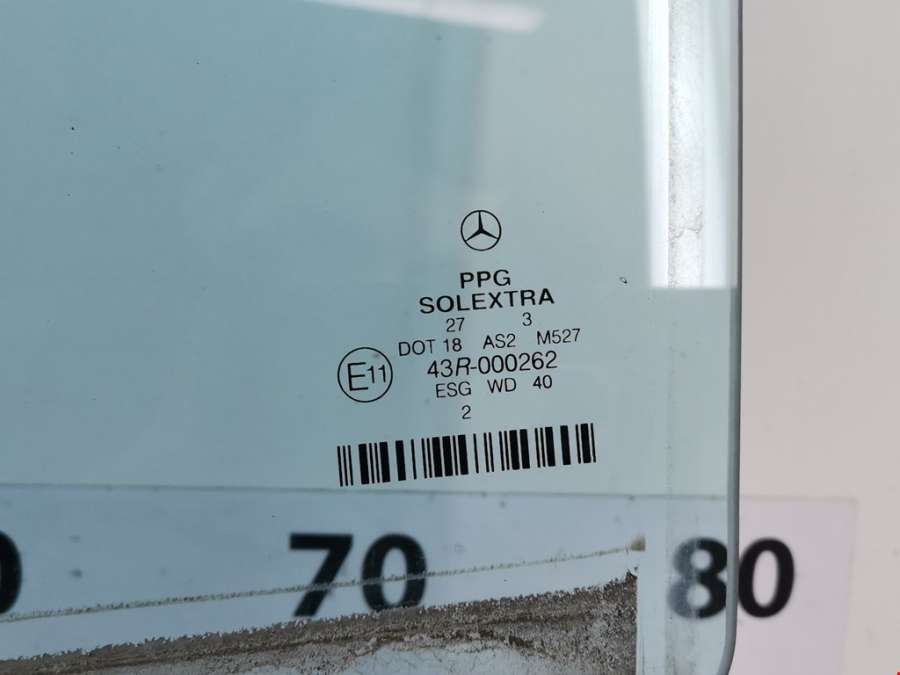 PPG
SOLEXTRA
27 3
DOT 18 AS2 M527
E11 43R-000262
ESG WD 40
2
70 80